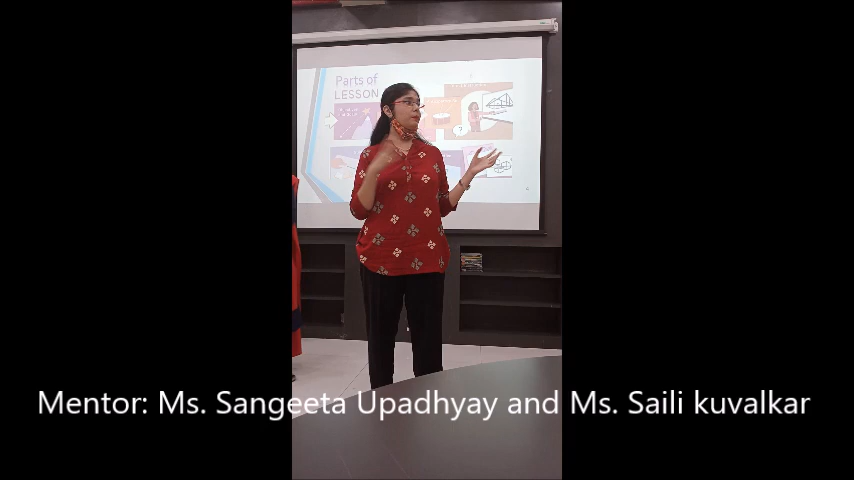 Parts of
LESSON
?
Mentor: Ms. Sangeeta Upadhyay and Ms. Saili kuvalkar